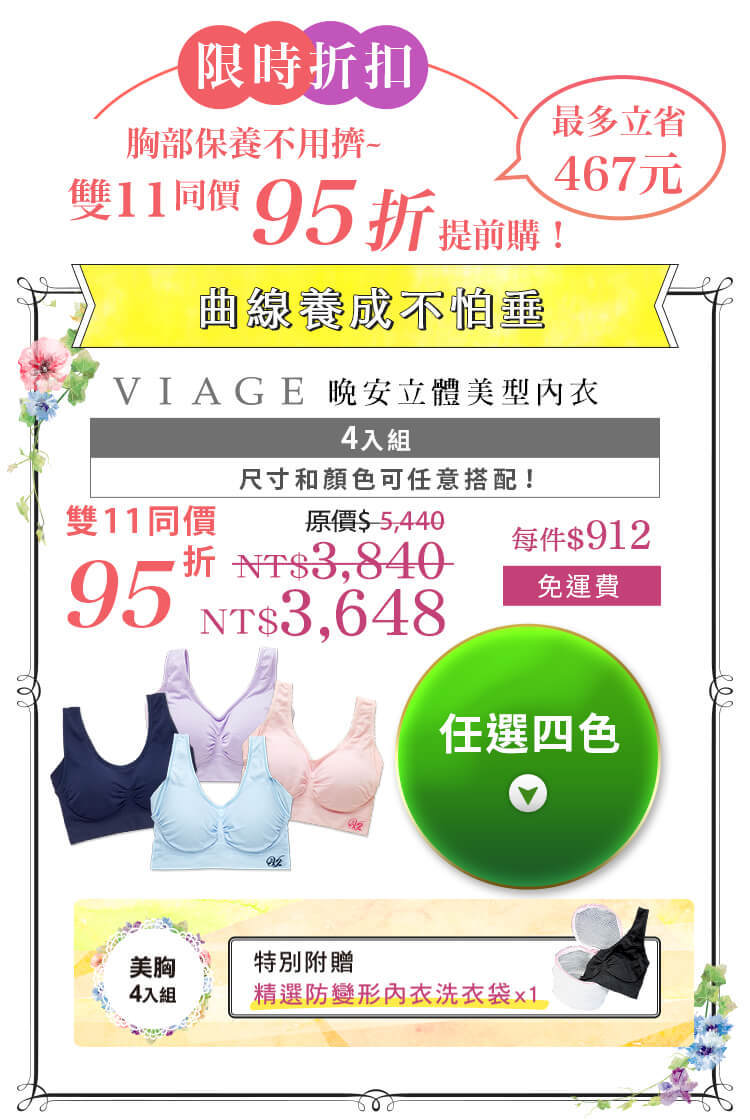 限時折扣
胸部保養不用擠~
最多立省
467元
雙11同價 95折 提前購！
曲線養成不怕垂
VIAGE 晚安立體美型內衣
4入組
尺寸和顏色可任意搭配！
雙11同價
95折
原價$ 5,440
NT$3,840
NT$3,648
每件$912
免運費
任選四色
美胸
4入組
特別附贈
精選防變形內衣洗衣袋x1